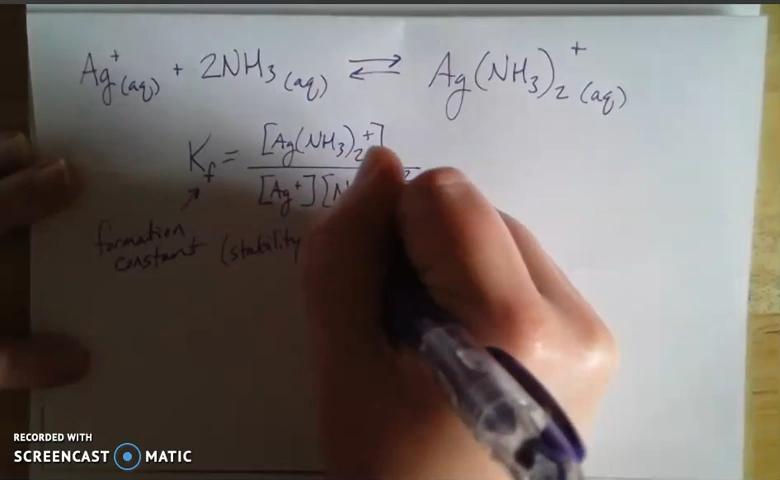 Ag⁺(aq) + 2NH₃(aq) ⇌ Ag(NH₃)₂⁺(aq)
K_f = [Ag(NH₃)₂⁺]
[Ag⁺][N
formation
constant (stability
RECORDED WITH
SCREENCAST MATIC